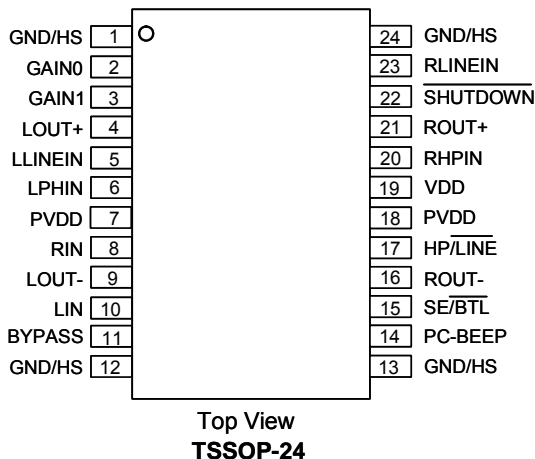 GND/HS 1 24 GND/HS
GAIN0 2 23 RLINEIN
GAIN1 3 22 SHUTDOWN
LOUT+ 4 21 ROUT+
LLINEIN 5 20 RHPIN
LPHIN 6 19 VDD
PVDD 7 18 PVDD
RIN 8 17 HP/LINE
LOUT- 9 16 ROUT-
LIN 10 15 SE/BTL
BYPASS 11 14 PC-BEEP
GND/HS 12 13 GND/HS
Top View
TSSOP-24